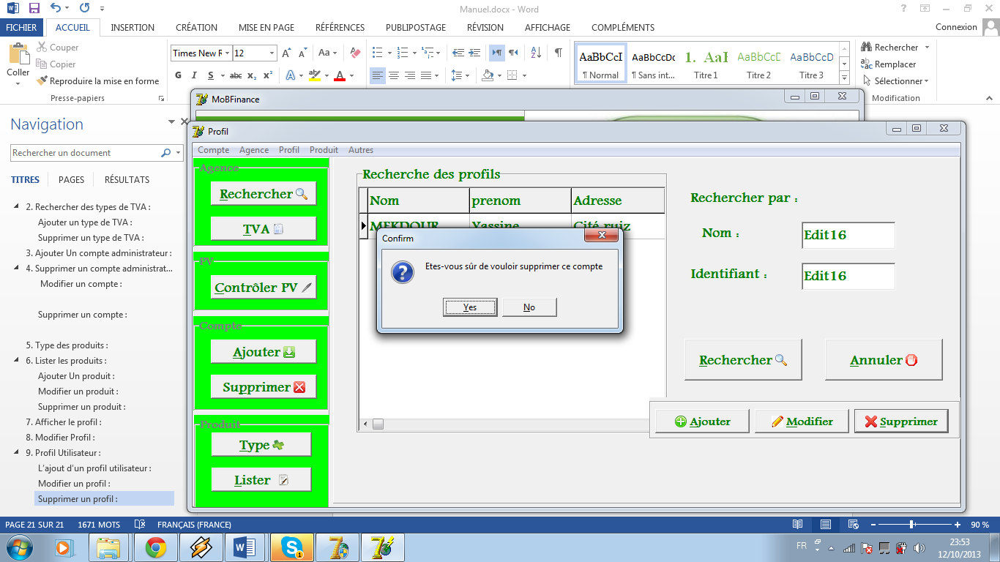 Manuel.docx - Word
FICHIER ACCUEIL INSERTION CRÉATION MISE EN PAGE RÉFÉRENCES PUBLIPOSTAGE RÉVISION AFFICHAGE COMPLÉMENTS Connexion
Coller
Couper
Copier
Reproduire la mise en forme
Presse-papiers
Times New R 12
G I S abc x₂ x²
AaBbCcI AaBbCcDc 1. AaI AaBbCcD AaBbCcD
¶ Normal ¶ Sans int... Titre 1 Titre 2 Titre 3
Rechercher
Remplacer
Sélectionner
Modification
Navigation
Rechercher un document
TITRES PAGES RÉSULTATS
2. Rechercher des types de TVA :
Ajouter un type de TVA :
Supprimer un type de TVA :
3. Ajouter Un compte administrateur :
4. Supprimer un compte administrat...
Modifier un compte :
Supprimer un compte :
5. Type des produits :
6. Lister les produits :
Ajouter Un produit :
Modifier un produit :
Supprimer un produit :
7. Afficher le profil :
8. Modifier Profil :
9. Profil Utilisateur :
L'ajout d'un profil utilisateur :
Modifier un profil :
Supprimer un profil :
MoBFinance
Profil
Compte Agence Profil Produit Autres
Agence
Rechercher
TVA
PV
Contrôler PV
Compte
Ajouter
Supprimer
Produit
Type
Lister
Recherche des profils
Nom prenom Adresse
MEKDOUR Yassine Cité ruiz
Confirm
Etes-vous sûr de vouloir supprimer ce compte
Yes No
Rechercher par :
Nom : Edit16
Identifiant : Edit16
Rechercher Annuler
Ajouter Modifier Supprimer
PAGE 21 SUR 21 1671 MOTS FRANÇAIS (FRANCE) 90 %
FR 23:53
12/10/2013